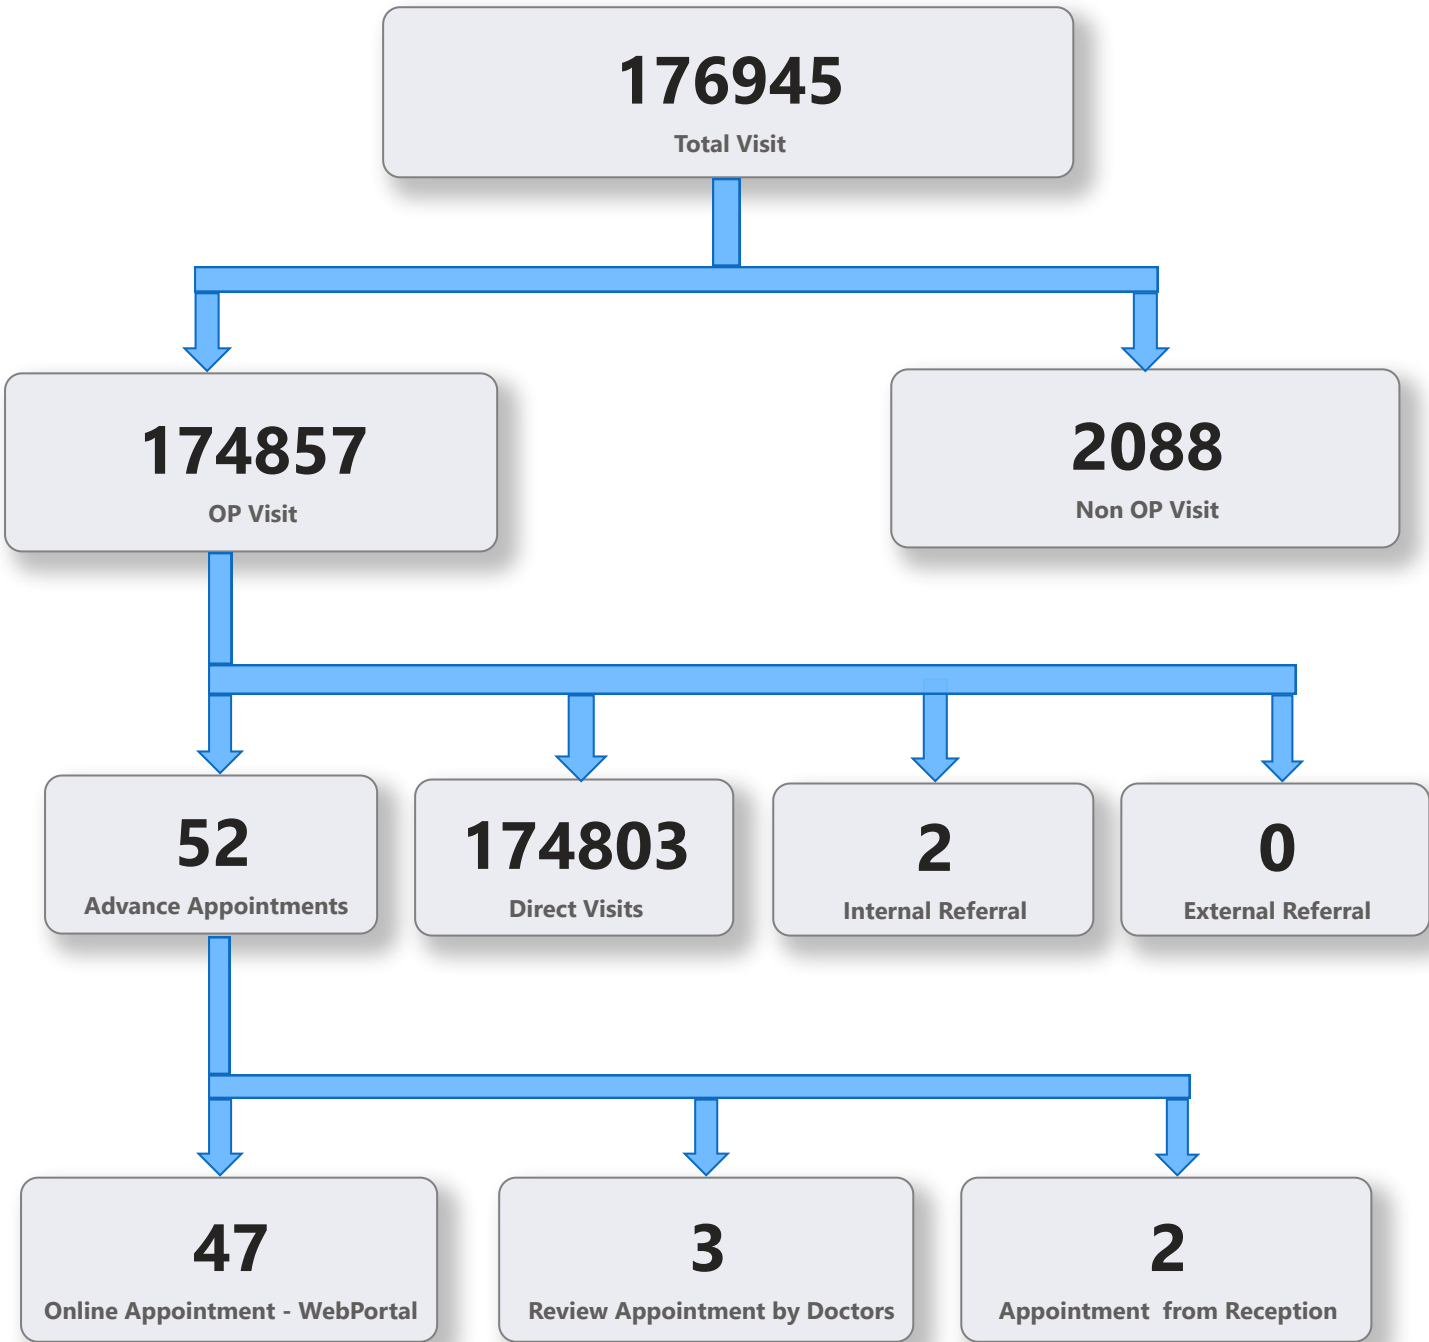 176945
Total Visit
174857
OP Visit
2088
Non OP Visit
52
Advance Appointments
174803
Direct Visits
2
Internal Referral
0
External Referral
47
Online Appointment - WebPortal
3
Review Appointment by Doctors
2
Appointment  from Reception